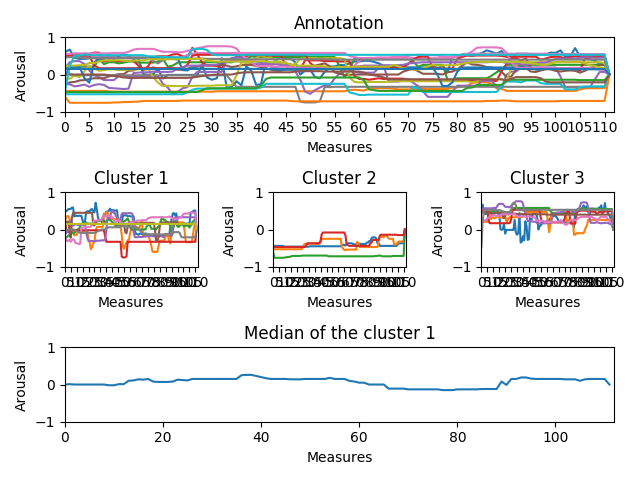 Annotation
Arousal
1
0
−1
0 5 10 15 20 25 30 35 40 45 50 55 60 65 70 75 80 85 90 95 100 105 110
Measures
Cluster 1 Cluster 2 Cluster 3
Arousal Arousal Arousal
1 1 1
0 0 0
−1 −1 −1
Measures Measures Measures
Median of the cluster 1
Arousal
1
0
−1
0 20 40 60 80 100
Measures